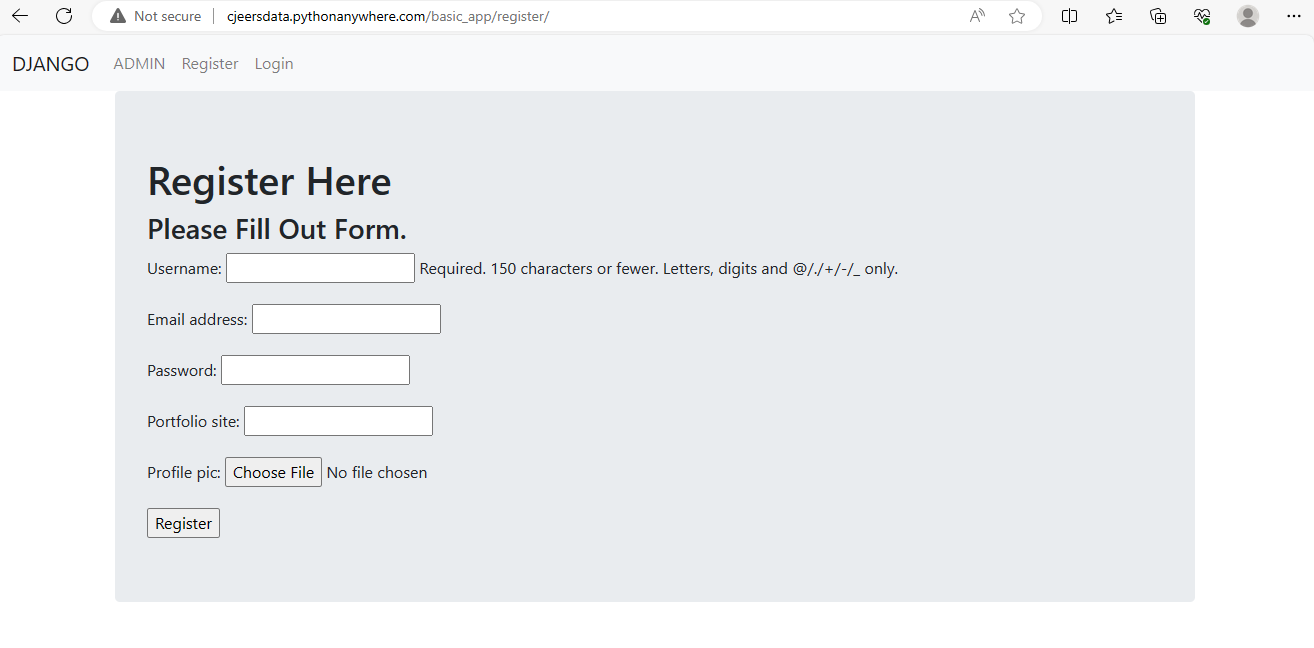 Not secure | cjeersdata.pythonanywhere.com/basic_app/register/
DJANGO ADMIN Register Login
Register Here
Please Fill Out Form.
Username: Required. 150 characters or fewer. Letters, digits and @/./+/-/_ only.
Email address:
Password:
Portfolio site:
Profile pic: Choose File No file chosen
Register